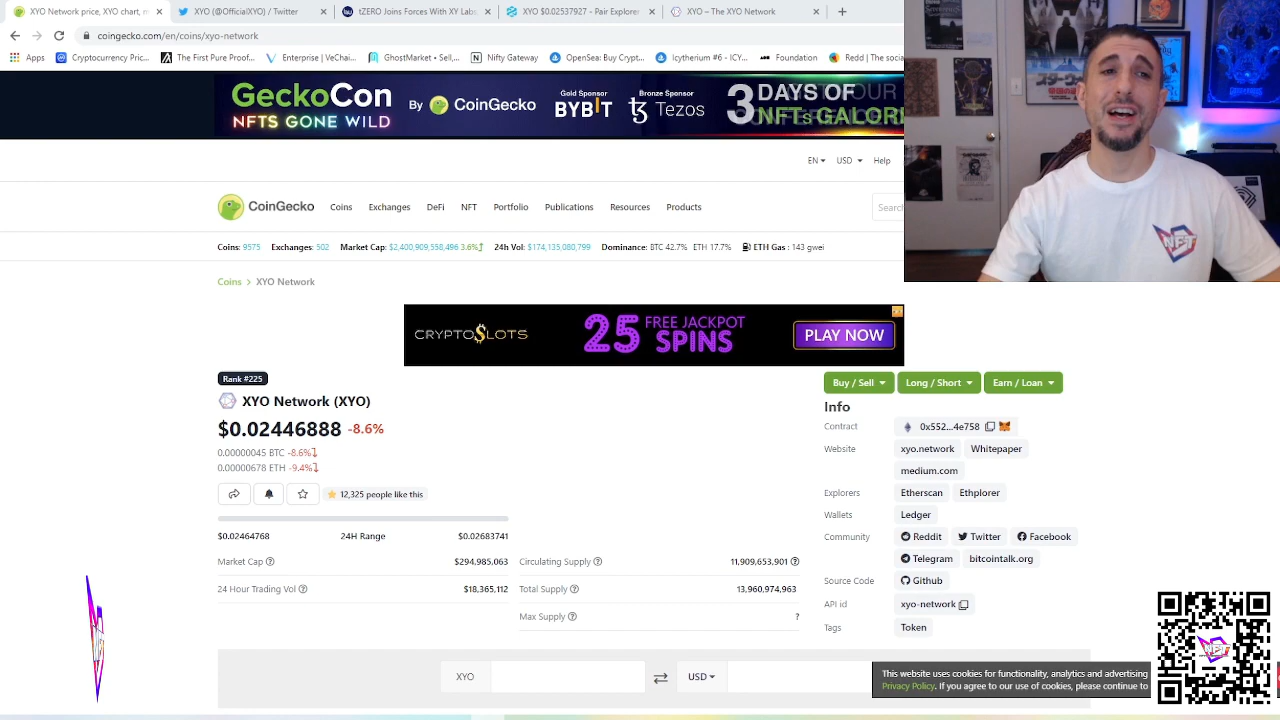 XYO Network price, XYO chart, m
XYO (@OfficialXYO) / Twitter
tZERO Joins Forces With XY Labs
XYO $0.02537927 - Pair Explorer
XYO – The XYO Network
coingecko.com/en/coins/xyo-network
Apps
Cryptocurrency Pric...
The First Pure-Proof...
Enterprise | VeChai...
GhostMarket • Sell,...
Nifty Gateway
OpenSea: Buy Crypt...
Icytherium #6 - ICY...
Foundation
Redd | The socia
GeckoCon By CoinGecko
NFTS GONE WILD
Gold Sponsor
BYBIT
Bronze Sponsor
Tezos
3 DAYS OF
NFTs GALOR
EN
USD
Help
CoinGecko
Coins
Exchanges
DeFi
NFT
Portfolio
Publications
Resources
Products
Search
Coins: 9575 Exchanges: 502 Market Cap: $2,400,909,558,496 3.6% 24h Vol: $174,135,080,799 Dominance: BTC 42.7% ETH 17.7% ETH Gas : 143 gwei
Coins > XYO Network
CRYPTOSLOTS
25 FREE JACKPOT SPINS
PLAY NOW
Rank #225
XYO Network (XYO)
$0.02446888 -8.6%
0.00000045 BTC -8.6%
0.00000678 ETH -9.4%
12,325 people like this
$0.02464768 24H Range $0.02683741
Market Cap $294.985,063
24 Hour Trading Vol $18,365,112
Circulating Supply 11,909,653,901
Total Supply 13,960,974,963
Max Supply ?
Buy / Sell
Long / Short
Earn / Loan
Info
Contract 0x552...4e758
Website xyo.network Whitepaper
medium.com
Explorers Etherscan Ethplorer
Wallets Ledger
Community Reddit Twitter Facebook
Telegram bitcointalk.org
Source Code Github
API id xyo-network
Tags Token
XYO
USD
This website uses cookies for functionality, analytics and advertising
Privacy Policy. If you agree to our use of cookies, please continue to
NFT
NFT